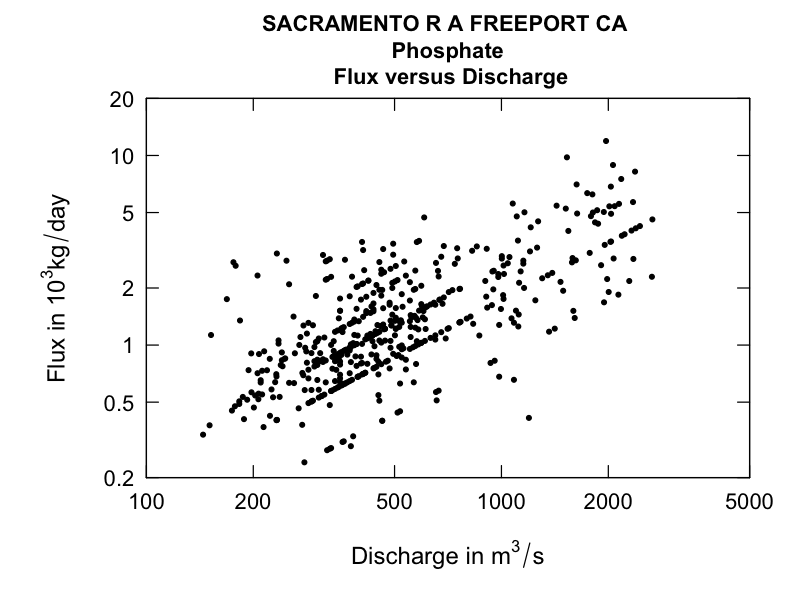 SACRAMENTO R A FREEPORT CA
Phosphate
Flux versus Discharge
20
10
5
2
1
0.5
0.2
Flux in 10³kg/day
100 200 500 1000 2000 5000
Discharge in m³/s